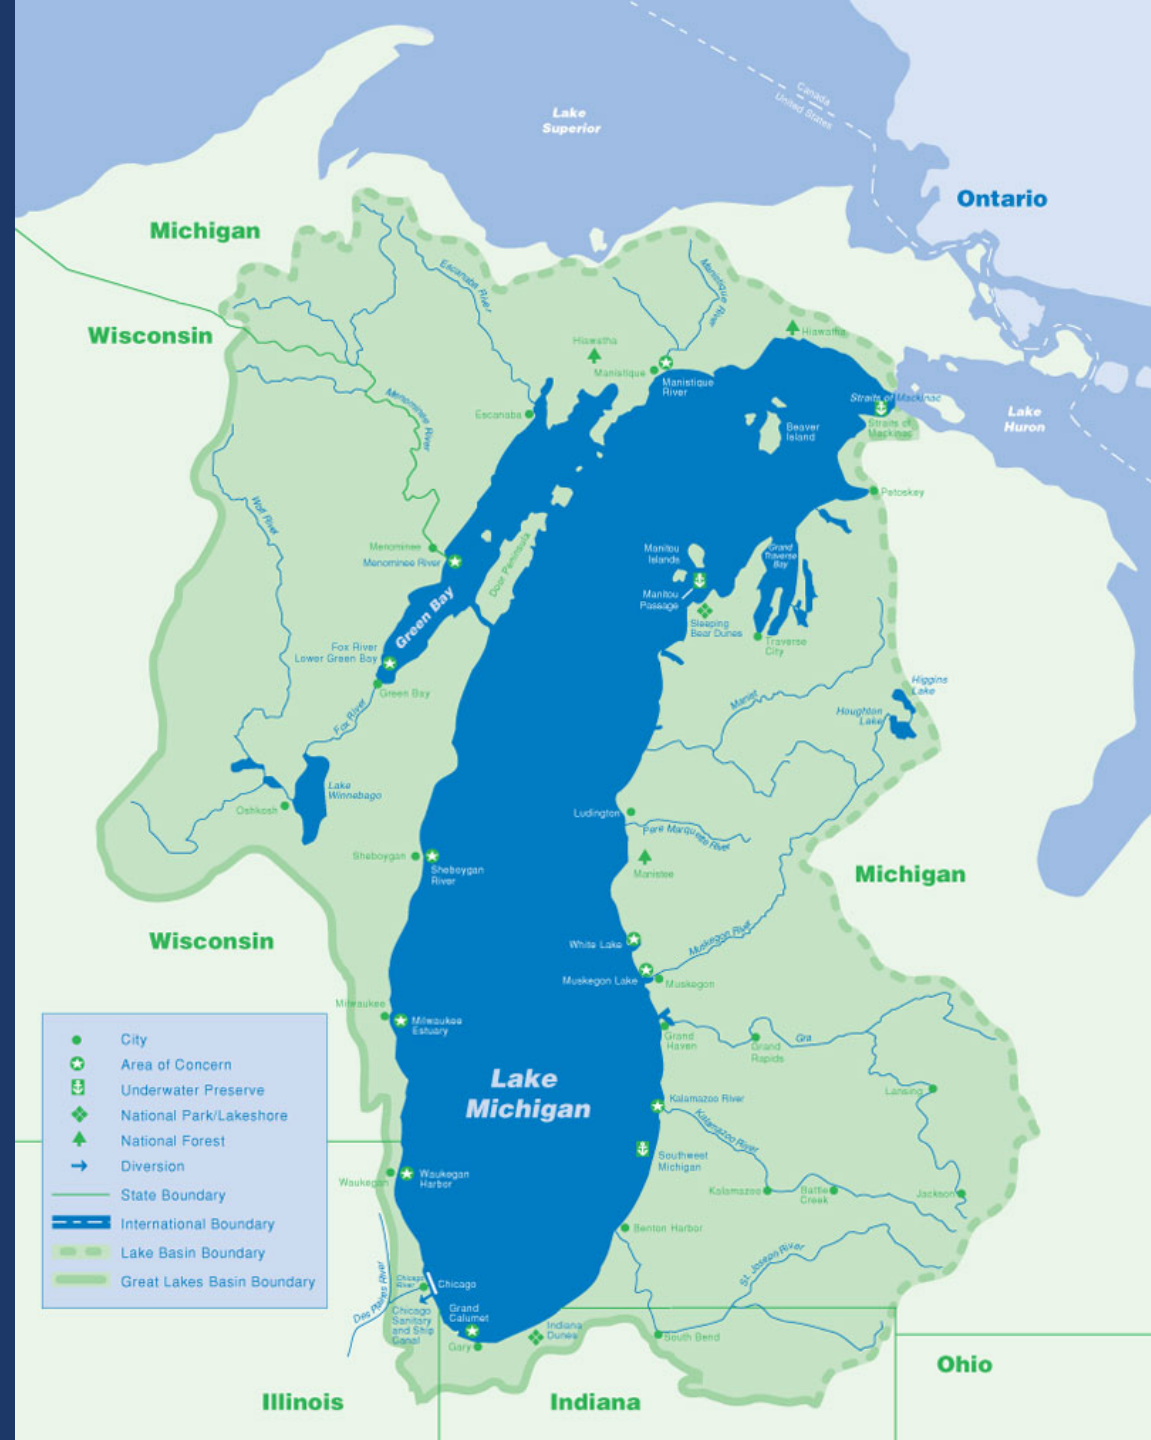 Lake
Superior
Canada
United States
Ontario
Michigan
Wisconsin
Escanaba River
Manistique
River
Hiawatha
Hiawatha
Manistique
Manistique
River
Straits of Mackinac
Straits of
Mackinac
Lake
Huron
Escanaba
Menominee River
Beaver
Island
Petoskey
Wolf River
Menominee
Menominee River
Door Peninsula
Green Bay
Manitou
Islands
Grand
Traverse
Bay
Manitou
Passage
Sleeping
Bear Dunes
Traverse
City
Fox River
Lower Green Bay
Green Bay
Fox River
Higgins
Lake
Houghton
Lake
Manist
Lake
Winnebago
Oshkosh
Ludington
Pere Marquette River
Sheboygan
Sheboygan
River
Manistee
Michigan
Wisconsin
White Lake
Muskegon River
Muskegon Lake
Muskegon
Milwaukee
Milwaukee
Estuary
Grand
Haven
Grand
Rapids
Gra
Lansing
Lake
Michigan
Kalamazoo River
Kalamazoo River
Southwest
Michigan
Kalamazoo
Battle
Creek
Jackson
Waukegan
Waukegan
Harbor
Benton Harbor
St. Joseph River
Des Plaines River
Chicago
River
Chicago
Chicago
Sanitary
and Ship
Canal
Grand
Calumet
Gary
Indiana
Dunes
South Bend
Illinois
Indiana
Ohio
City
Area of Concern
Underwater Preserve
National Park/Lakeshore
National Forest
Diversion
State Boundary
International Boundary
Lake Basin Boundary
Great Lakes Basin Boundary